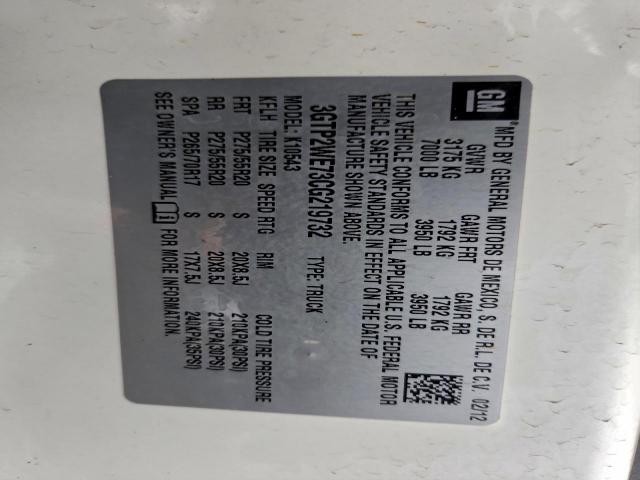 GM MFD BY GENERAL MOTORS DE MEXICO, S. DE R.L. DE C.V. 02/12
GVWR GAWR FRT GAWR RR
3175 KG 1792 KG 1792 KG
7000 LB 3950 LB 3950 LB
THIS VEHICLE CONFORMS TO ALL APPLICABLE U.S. FEDERAL MOTOR
VEHICLE SAFETY STANDARDS IN EFFECT ON THE DATE OF
MANUFACTURE SHOWN ABOVE.
3GTP2WE73CG219732 TYPE: TRUCK
MODEL: K10543
KFLH TIRE SIZE SPEED RTG RIM COLD TIRE PRESSURE
FRT P275/55R20 S 20X8.5J 210KPA(30PSI)
RR P275/55R20 S 20X8.5J 210KPA(30PSI)
SPA P265/70R17 S 17X7.5J 240KPA(35PSI)
SEE OWNER'S MANUAL FOR MORE INFORMATION.